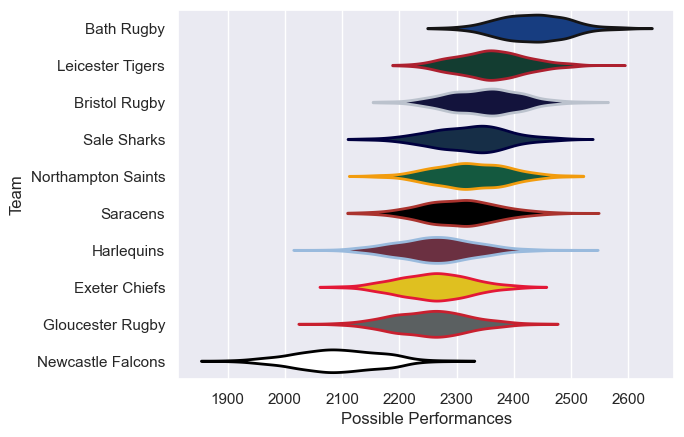 Team
Bath Rugby
Leicester Tigers
Bristol Rugby
Sale Sharks
Northampton Saints
Saracens
Harlequins
Exeter Chiefs
Gloucester Rugby
Newcastle Falcons
1900 2000 2100 2200 2300 2400 2500 2600
Possible Performances